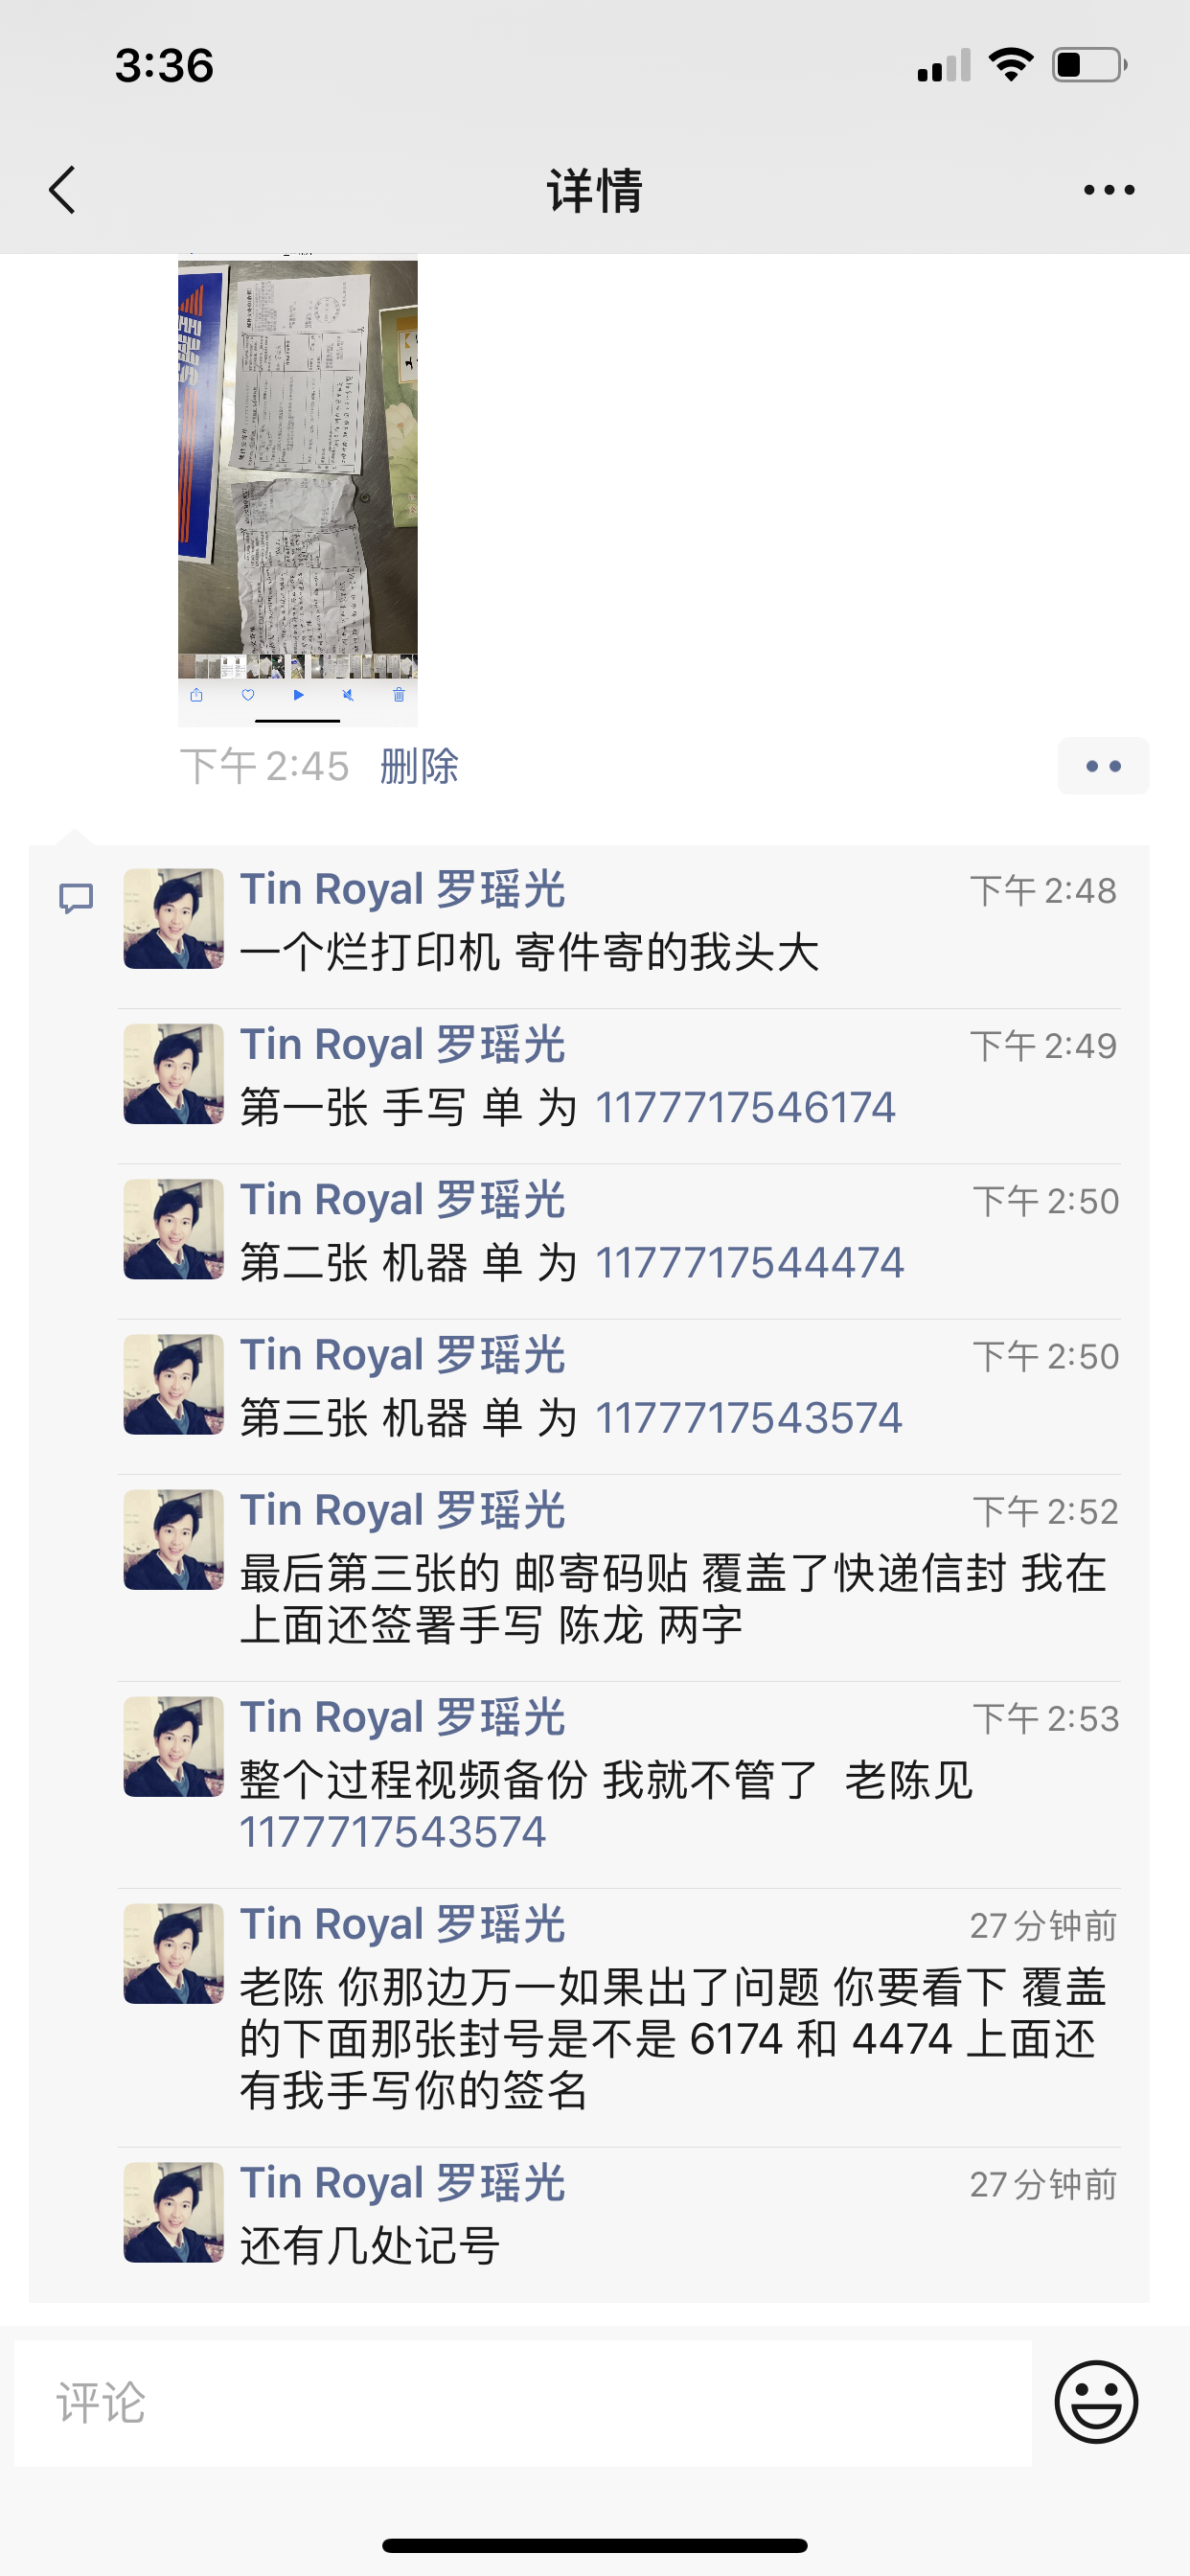 3:36
详情
下午 2:45 删除
Tin Royal 罗瑶光 下午 2:48
一个烂打印机 寄件寄的我头大
Tin Royal 罗瑶光 下午 2:49
第一张 手写 单 为 1177717546174
Tin Royal 罗瑶光 下午 2:50
第二张 机器 单 为 1177717544474
Tin Royal 罗瑶光 下午 2:50
第三张 机器 单 为 1177717543574
Tin Royal 罗瑶光 下午 2:52
最后第三张的 邮寄码贴 覆盖了快递信封 我在
上面还签署手写 陈龙 两字
Tin Royal 罗瑶光 下午 2:53
整个过程视频备份 我就不管了 老陈见
1177717543574
Tin Royal 罗瑶光 27 分钟前
老陈 你那边万一如果出了问题 你要看下 覆盖
的下面那张封号是不是 6174 和 4474 上面还
有我手写你的签名
Tin Royal 罗瑶光 27 分钟前
还有几处记号
评论